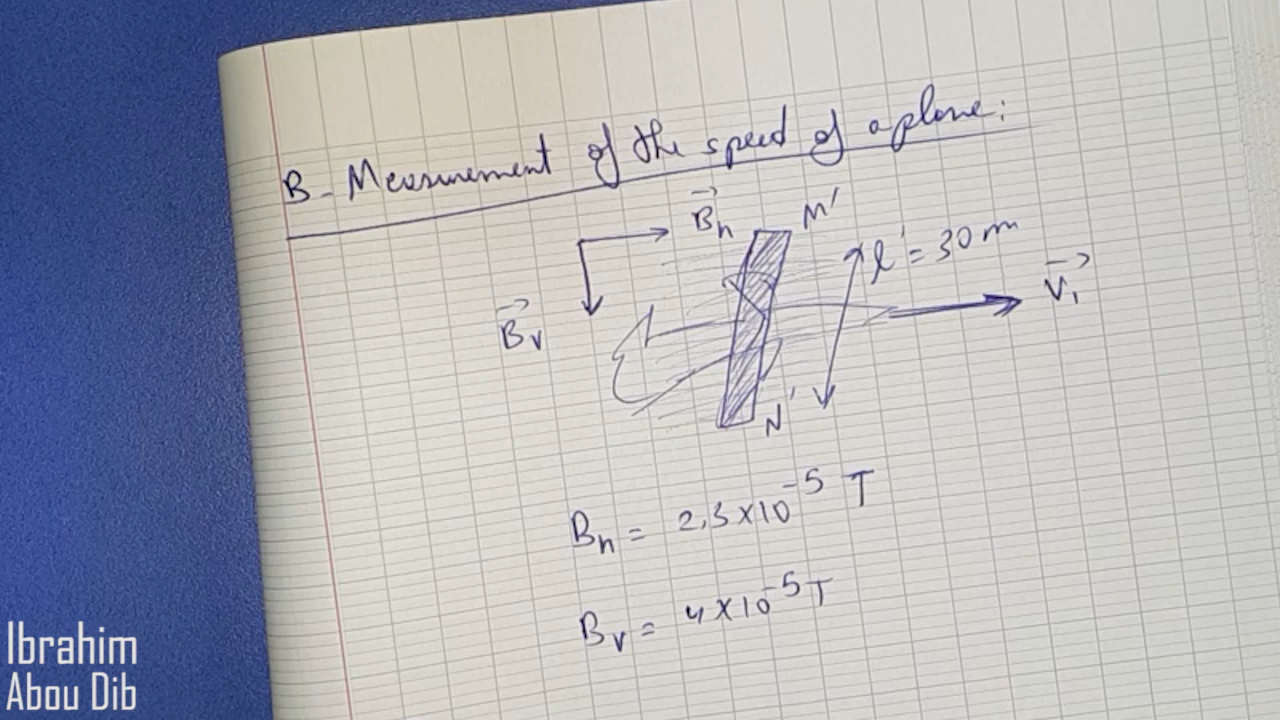 B - Measurement of the speed of a plane:
B⃗h
M'
l' = 30 m
V⃗₁
B⃗v
N'
Bh = 2,3×10⁻⁵ T
Bv = 4×10⁻⁵ T
Ibrahim
Abou Dib